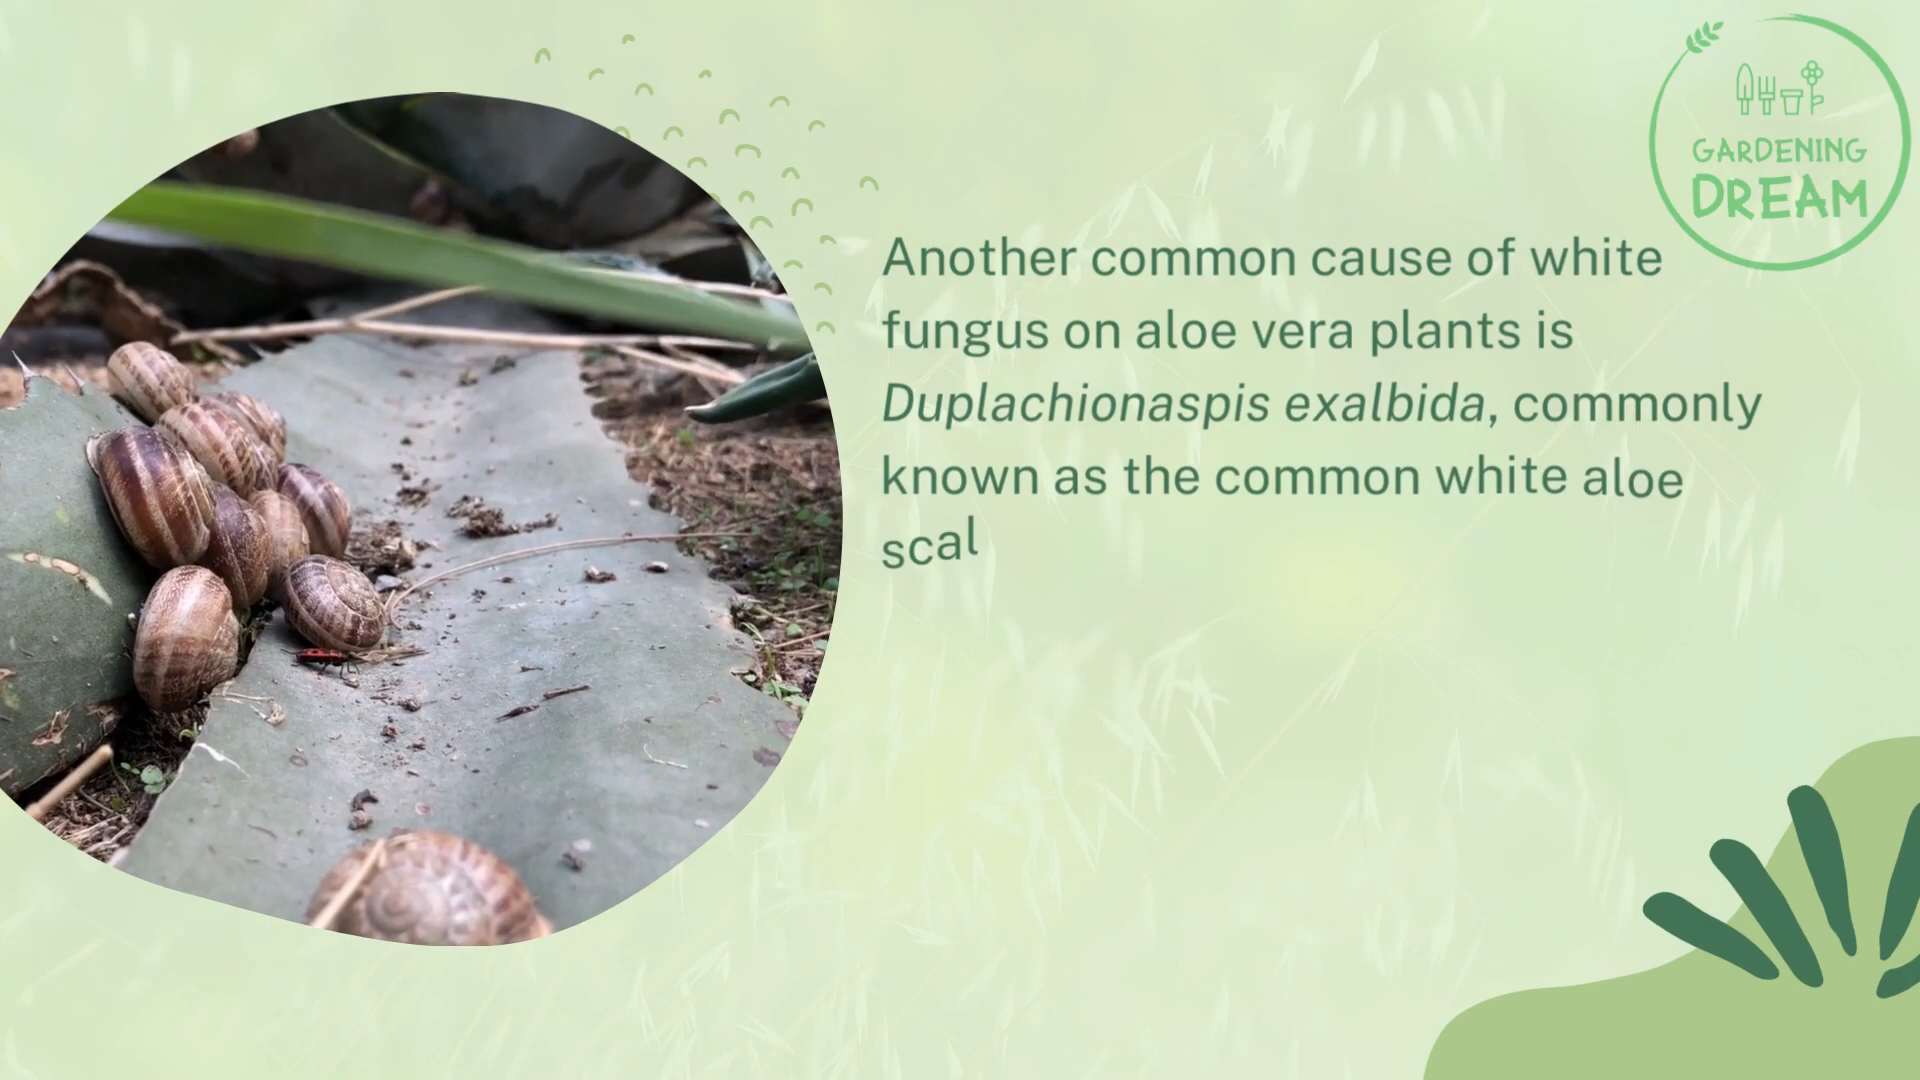 GARDENING
DREAM
Another common cause of white
fungus on aloe vera plants is
Duplachionaspis exalbida, commonly
known as the common white aloe
scal